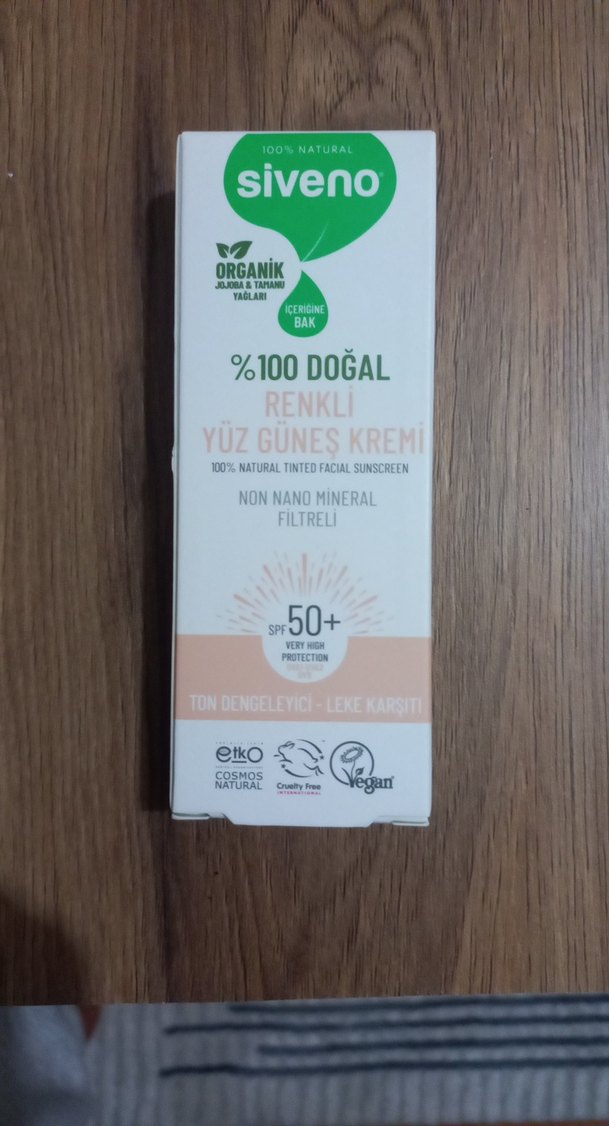 100% NATURAL
siveno®
ORGANİK
JOJOBA & TAMANU
YAĞLARI
İÇERİĞİNE
BAK
%100 DOĞAL
RENKLİ
YÜZ GÜNEŞ KREMİ
100% NATURAL TINTED FACIAL SUNSCREEN
NON NANO MİNERAL
FİLTRELİ
SPF 50+
VERY HIGH
PROTECTION
TON DENGELEYİCİ - LEKE KARŞITI
etko
COSMOS
NATURAL
Cruelty Free
INTERNATIONAL
Vegan